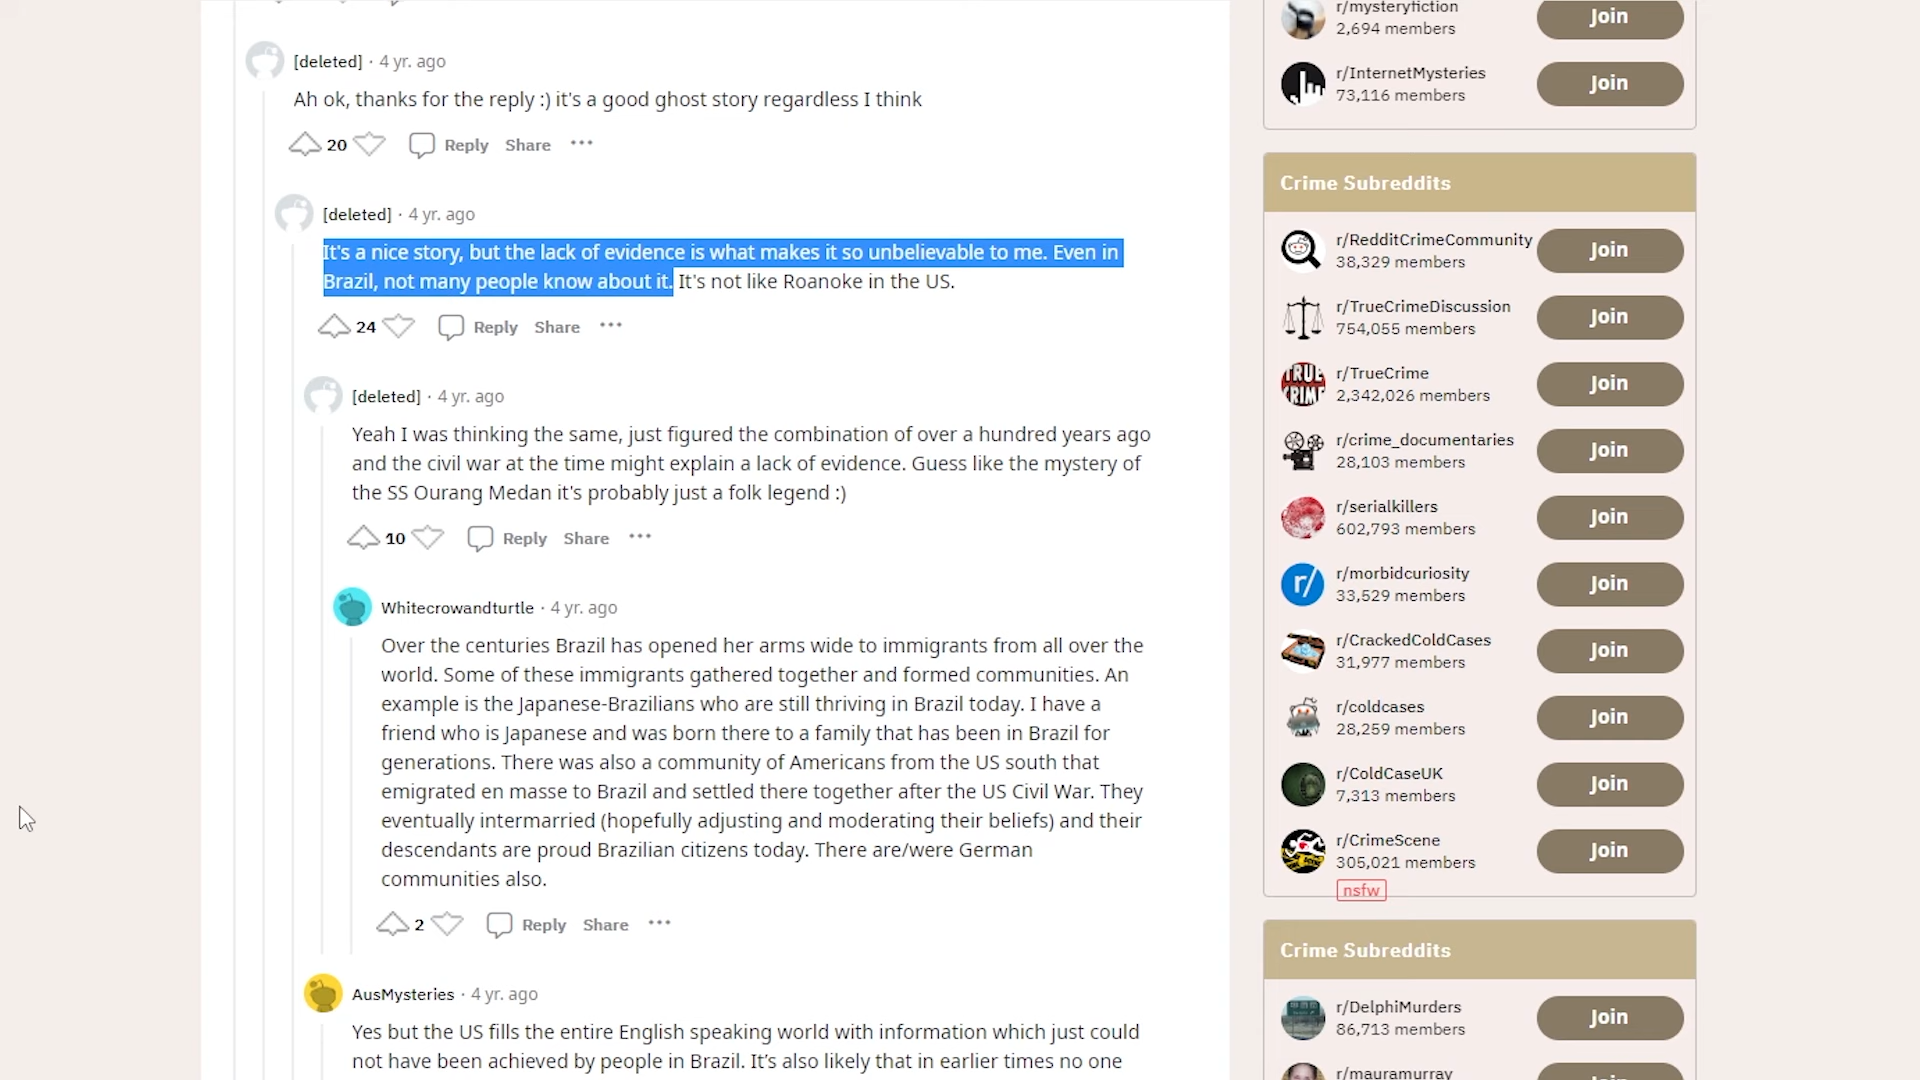 [deleted] · 4 yr. ago
Ah ok, thanks for the reply :) it's a good ghost story regardless I think
20 Reply Share ...
[deleted] · 4 yr. ago
It's a nice story, but the lack of evidence is what makes it so unbelievable to me. Even in
Brazil, not many people know about it. It's not like Roanoke in the US.
24 Reply Share ...
[deleted] · 4 yr. ago
Yeah I was thinking the same, just figured the combination of over a hundred years ago
and the civil war at the time might explain a lack of evidence. Guess like the mystery of
the SS Ourang Medan it's probably just a folk legend :)
10 Reply Share ...
Whitecrowandturtle · 4 yr. ago
Over the centuries Brazil has opened her arms wide to immigrants from all over the
world. Some of these immigrants gathered together and formed communities. An
example is the Japanese-Brazilians who are still thriving in Brazil today. I have a
friend who is Japanese and was born there to a family that has been in Brazil for
generations. There was also a community of Americans from the US south that
emigrated en masse to Brazil and settled there together after the US Civil War. They
eventually intermarried (hopefully adjusting and moderating their beliefs) and their
descendants are proud Brazilian citizens today. There are/were German
communities also.
2 Reply Share ...
AusMysteries · 4 yr. ago
Yes but the US fills the entire English speaking world with information which just could
not have been achieved by people in Brazil. It's also likely that in earlier times no one
r/mysteryfiction
2,694 members
Join
r/InternetMysteries
73,116 members
Join
Crime Subreddits
r/RedditCrimeCommunity
38,329 members
Join
r/TrueCrimeDiscussion
754,055 members
Join
TRUE
CRIME
r/TrueCrime
2,342,026 members
Join
r/crime_documentaries
28,103 members
Join
r/serialkillers
602,793 members
Join
r/
r/morbidcuriosity
33,529 members
Join
r/CrackedColdCases
31,977 members
Join
r/coldcases
28,259 members
Join
r/ColdCaseUK
7,313 members
Join
r/CrimeScene
305,021 members
nsfw
Join
Crime Subreddits
r/DelphiMurders
86,713 members
Join
r/mauramurray
Join